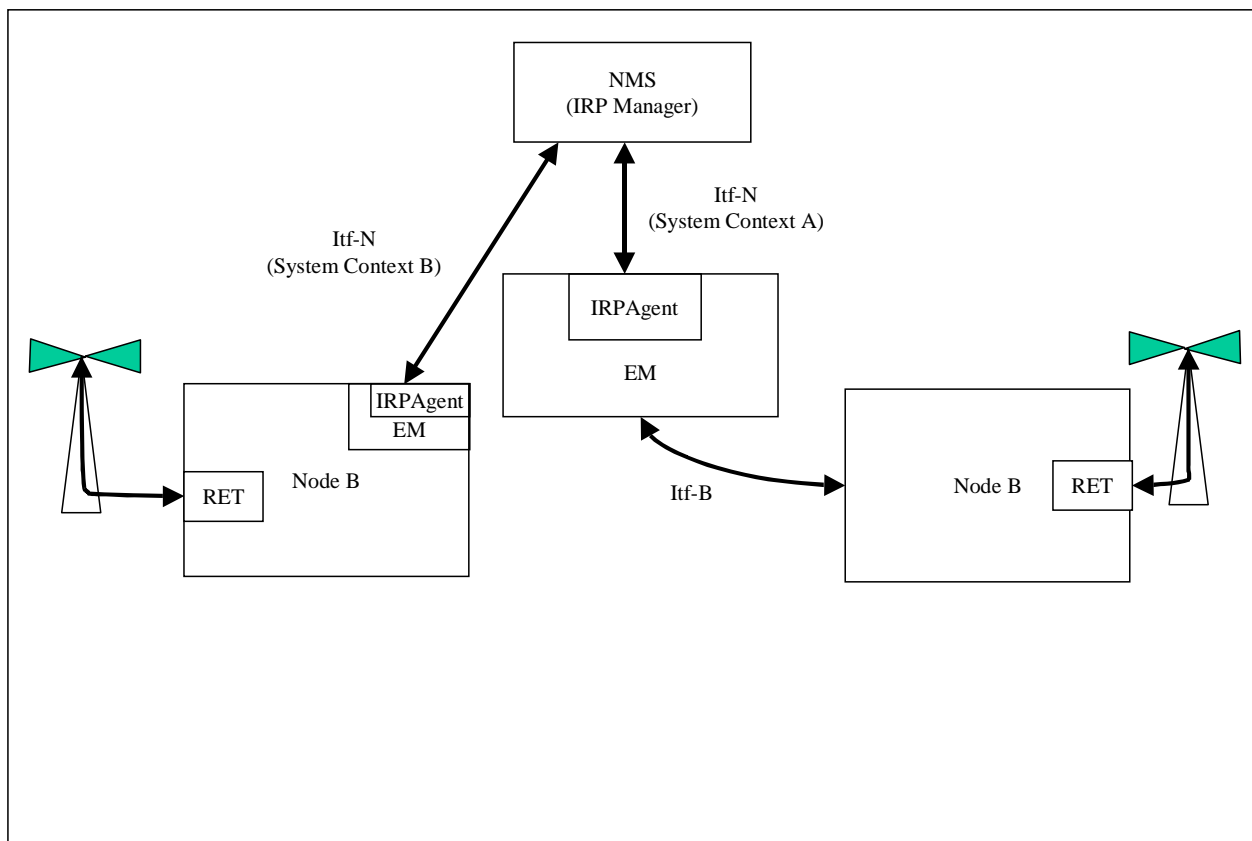 NMS
(IRP Manager)
Itf-N
(System Context A)
Itf-N
(System Context B)
IRPAgent
EM
IRPAgent
EM
Node B
RET
Itf-B
Node B
RET